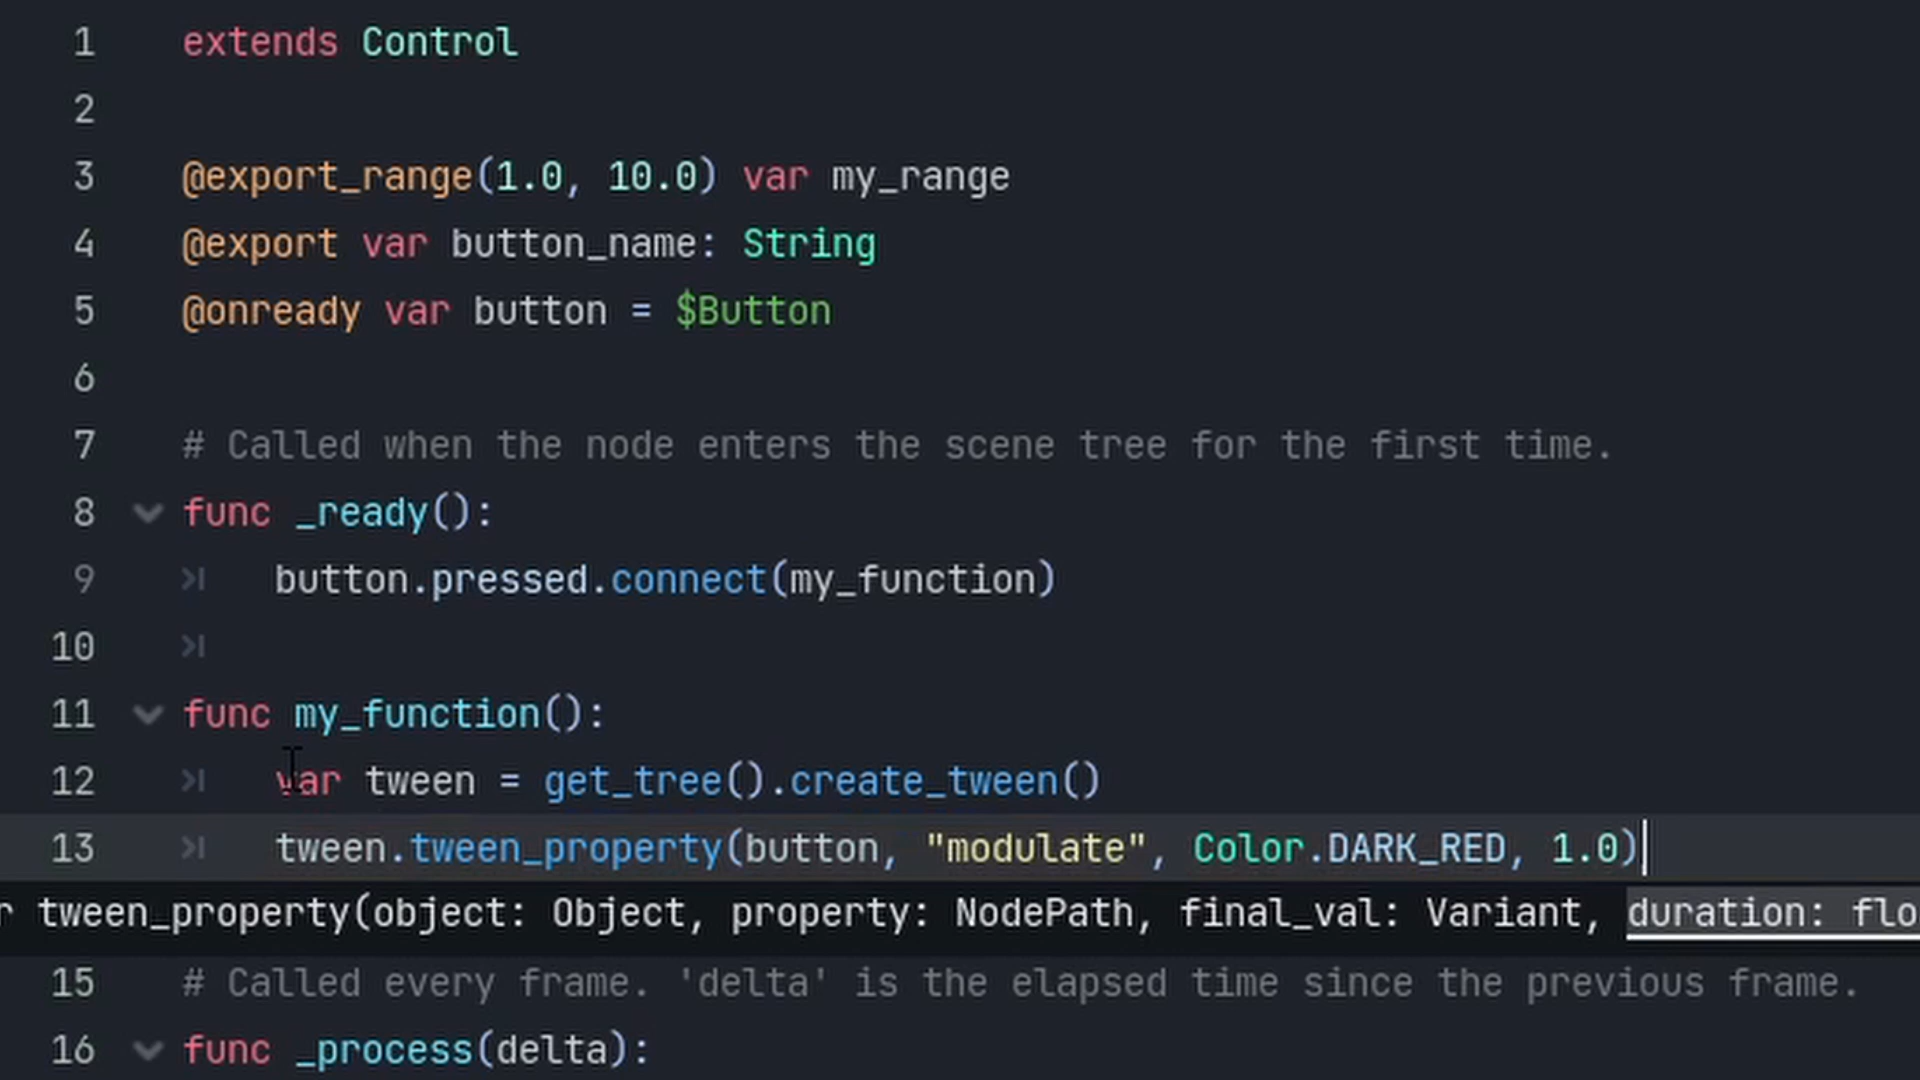 1 extends Control
2
3 @export_range(1.0, 10.0) var my_range
4 @export var button_name: String
5 @onready var button = $Button
6
7 # Called when the node enters the scene tree for the first time.
8 func _ready():
9 button.pressed.connect(my_function)
10
11 func my_function():
12 var tween = get_tree().create_tween()
13 tween.tween_property(button, "modulate", Color.DARK_RED, 1.0)
r tween_property(object: Object, property: NodePath, final_val: Variant, duration: flo
15 # Called every frame. 'delta' is the elapsed time since the previous frame.
16 func _process(delta):